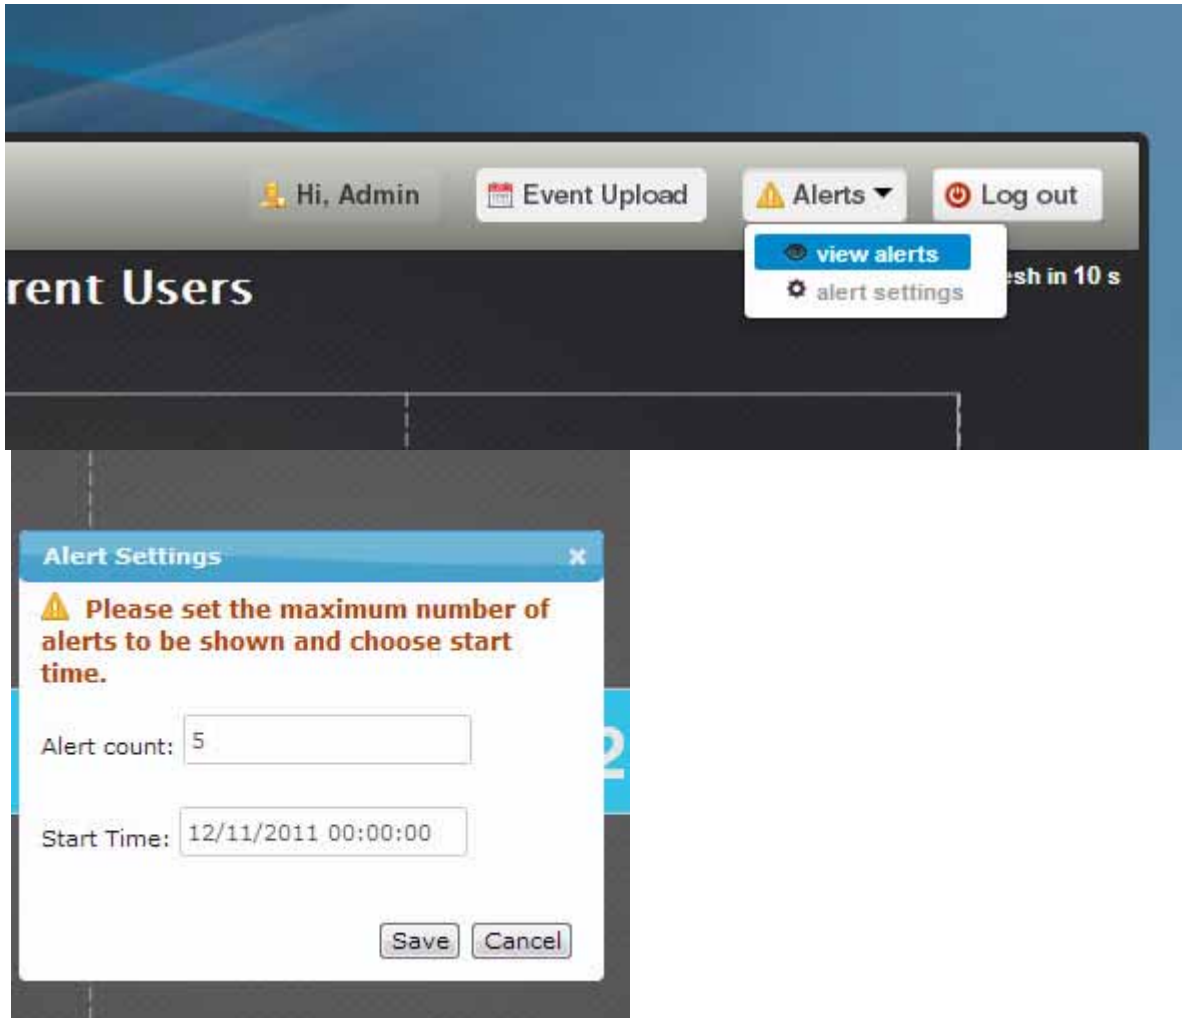 Hi, Admin
Event Upload
Alerts
Log out
view alerts
alert settings
rent Users
esh in 10 s
Alert Settings
Please set the maximum number of
alerts to be shown and choose start
time.
Alert count: 5
2
Start Time: 12/11/2011 00:00:00
Save Cancel